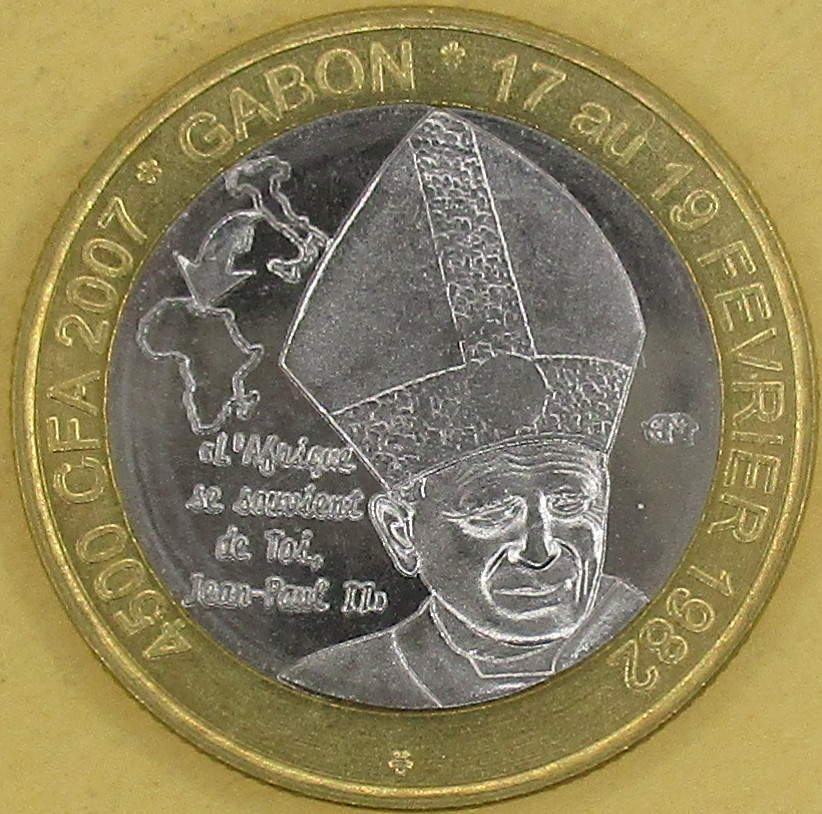 4500 CFA 2007 * GABON * 17 au 19 FEVRIER 1982 *
«L'Afrique
se souvient
de Toi,
Jean-Paul II»